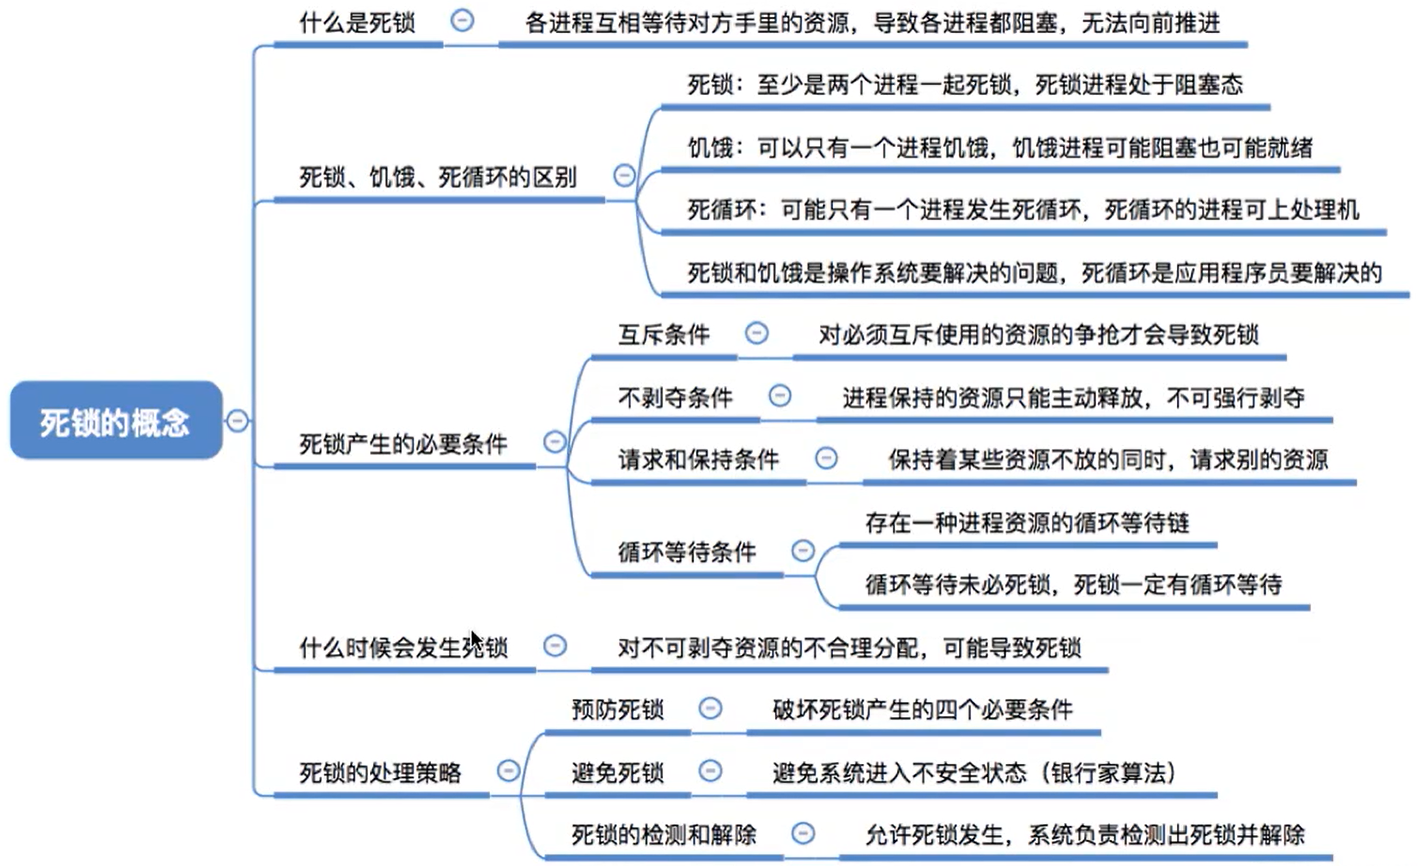 什么是死锁
各进程互相等待对方手里的资源，导致各进程都阻塞，无法向前推进
死锁、饥饿、死循环的区别
死锁：至少是两个进程一起死锁，死锁进程处于阻塞态
饥饿：可以只有一个进程饥饿，饥饿进程可能阻塞也可能就绪
死循环：可能只有一个进程发生死循环，死循环的进程可上处理机
死锁和饥饿是操作系统要解决的问题，死循环是应用程序员要解决的
死锁的概念
死锁产生的必要条件
互斥条件
对必须互斥使用的资源的争抢才会导致死锁
不剥夺条件
进程保持的资源只能主动释放，不可强行剥夺
请求和保持条件
保持着某些资源不放的同时，请求别的资源
循环等待条件
存在一种进程资源的循环等待链
循环等待未必死锁，死锁一定有循环等待
什么时候会发生死锁
对不可剥夺资源的不合理分配，可能导致死锁
死锁的处理策略
预防死锁
破坏死锁产生的四个必要条件
避免死锁
避免系统进入不安全状态（银行家算法）
死锁的检测和解除
允许死锁发生，系统负责检测出死锁并解除